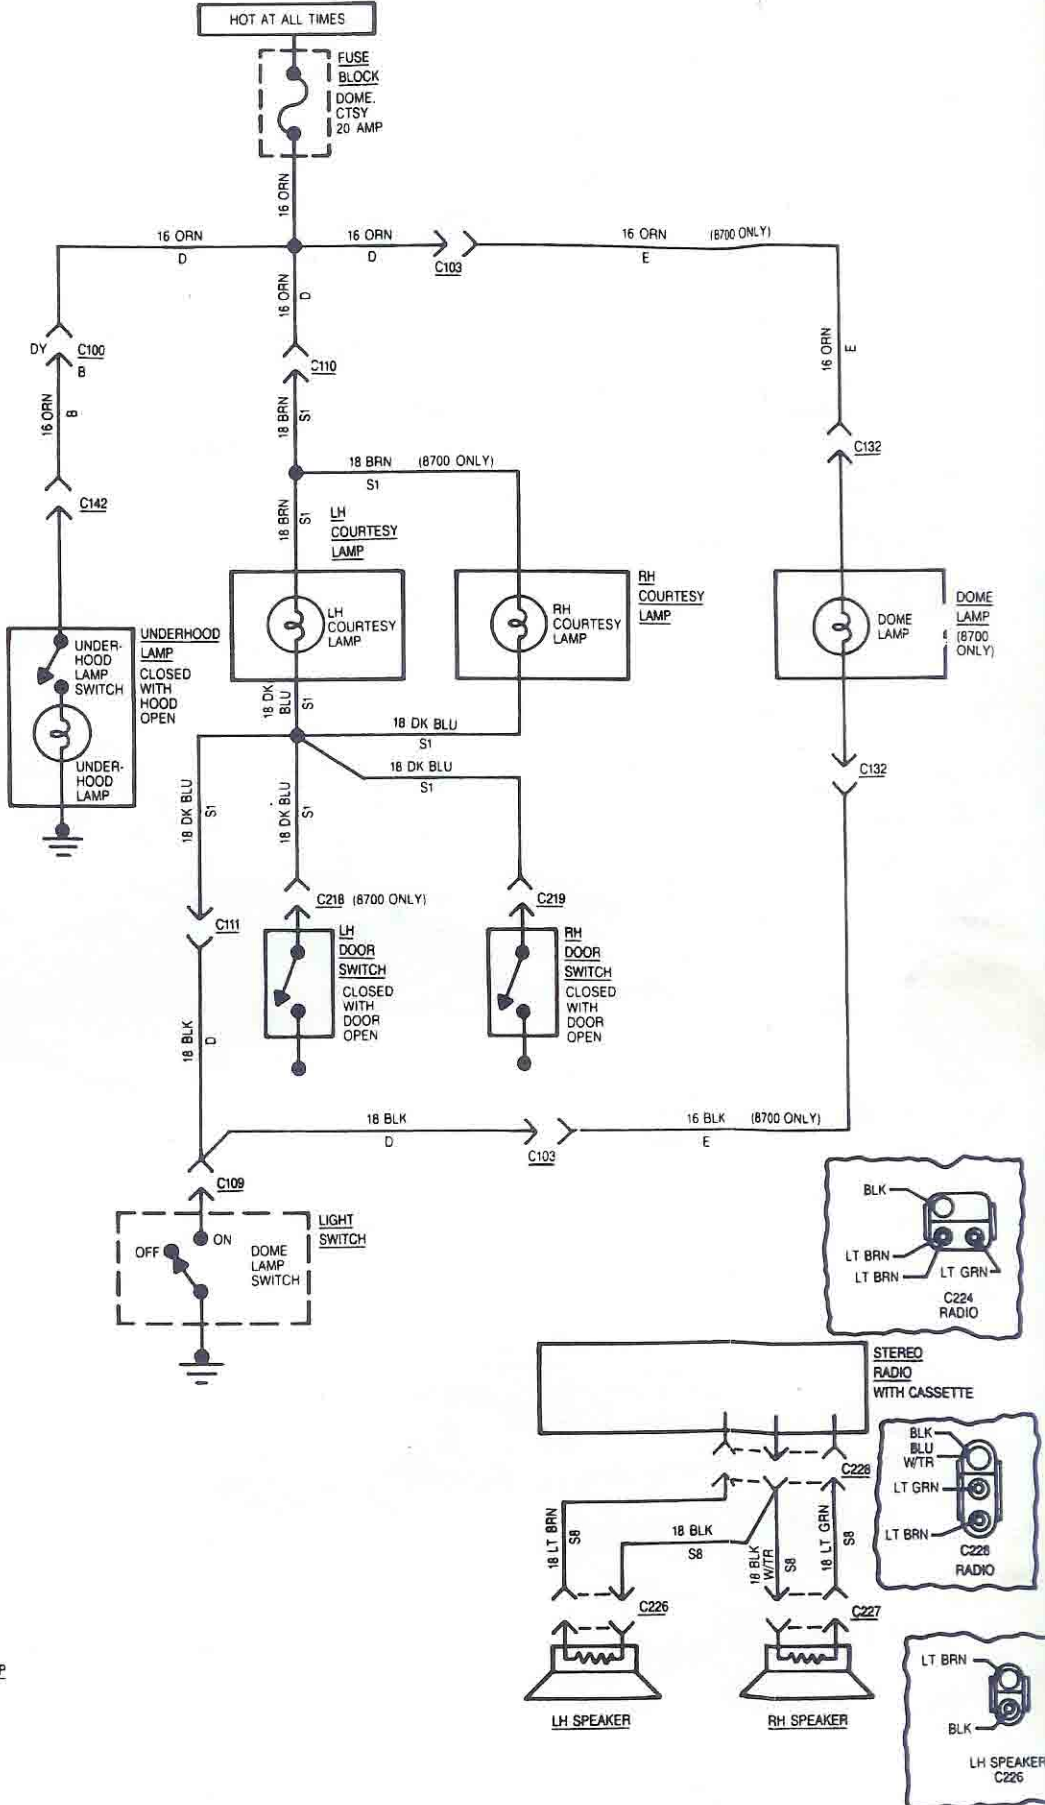 HOT AT ALL TIMES
FUSE
BLOCK
DOME.
CTSY
20 AMP
16 ORN
16 ORN
D
16 ORN
D
C103
16 ORN
(8700 ONLY)
E
16 ORN
D
DY
C100
B
16 ORN
B
C142
C110
18 BRN
S1
18 BRN
(8700 ONLY)
S1
18 BRN
S1
16 ORN
E
C132
LH
COURTESY
LAMP
LH
COURTESY
LAMP
RH
COURTESY
LAMP
RH
COURTESY
LAMP
DOME
LAMP
DOME
LAMP
(8700
ONLY)
UNDER-
HOOD
LAMP
SWITCH
UNDERHOOD
LAMP
CLOSED
WITH
HOOD
OPEN
UNDER-
HOOD
LAMP
18 DK
BLU
S1
18 DK BLU
S1
18 DK BLU
S1
18 DK BLU
S1
18 DK BLU
S1
C132
C111
C218 (8700 ONLY)
C219
LH
DOOR
SWITCH
CLOSED
WITH
DOOR
OPEN
RH
DOOR
SWITCH
CLOSED
WITH
DOOR
OPEN
18 BLK
D
18 BLK
D
C103
16 BLK
(8700 ONLY)
E
C109
LIGHT
SWITCH
OFF
ON
DOME
LAMP
SWITCH
BLK
LT BRN
LT BRN
LT GRN
C224
RADIO
STEREO
RADIO
WITH CASSETTE
C228
BLK
BLU
W/TR
LT GRN
LT BRN
C228
RADIO
18 LT BRN
S8
18 BLK
S8
18 BLK
W/TR
S8
18 LT GRN
S8
C226
C227
LH SPEAKER
RH SPEAKER
LT BRN
BLK
LH SPEAKER
C226
P